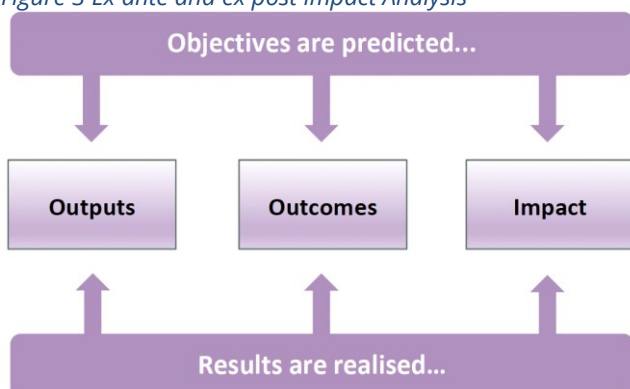 Figure 3 Ex-ante and ex-post Impact Analysis
Objectives are predicted...
Outputs
Outcomes
Impact
Results are realised...